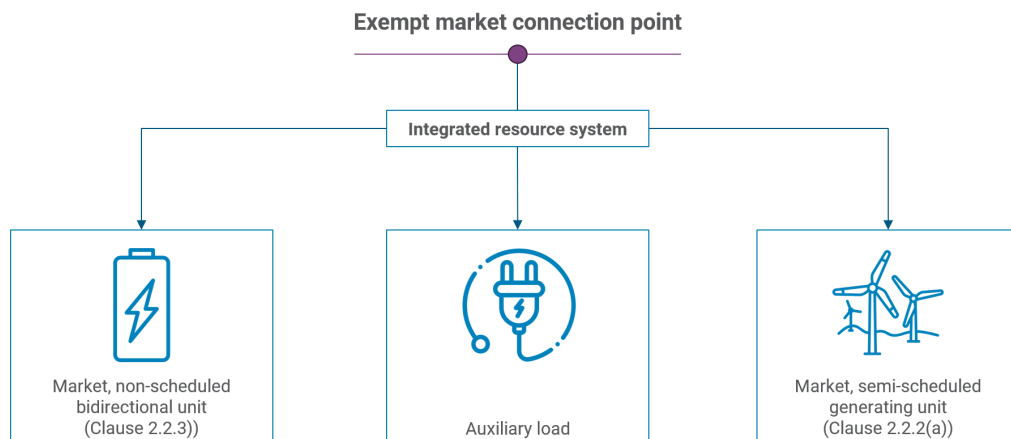 Exempt market connection point
Integrated resource system
Market, non-scheduled
bidirectional unit
(Clause 2.2.3))
Auxiliary load
Market, semi-scheduled
generating unit
(Clause 2.2.2(a))